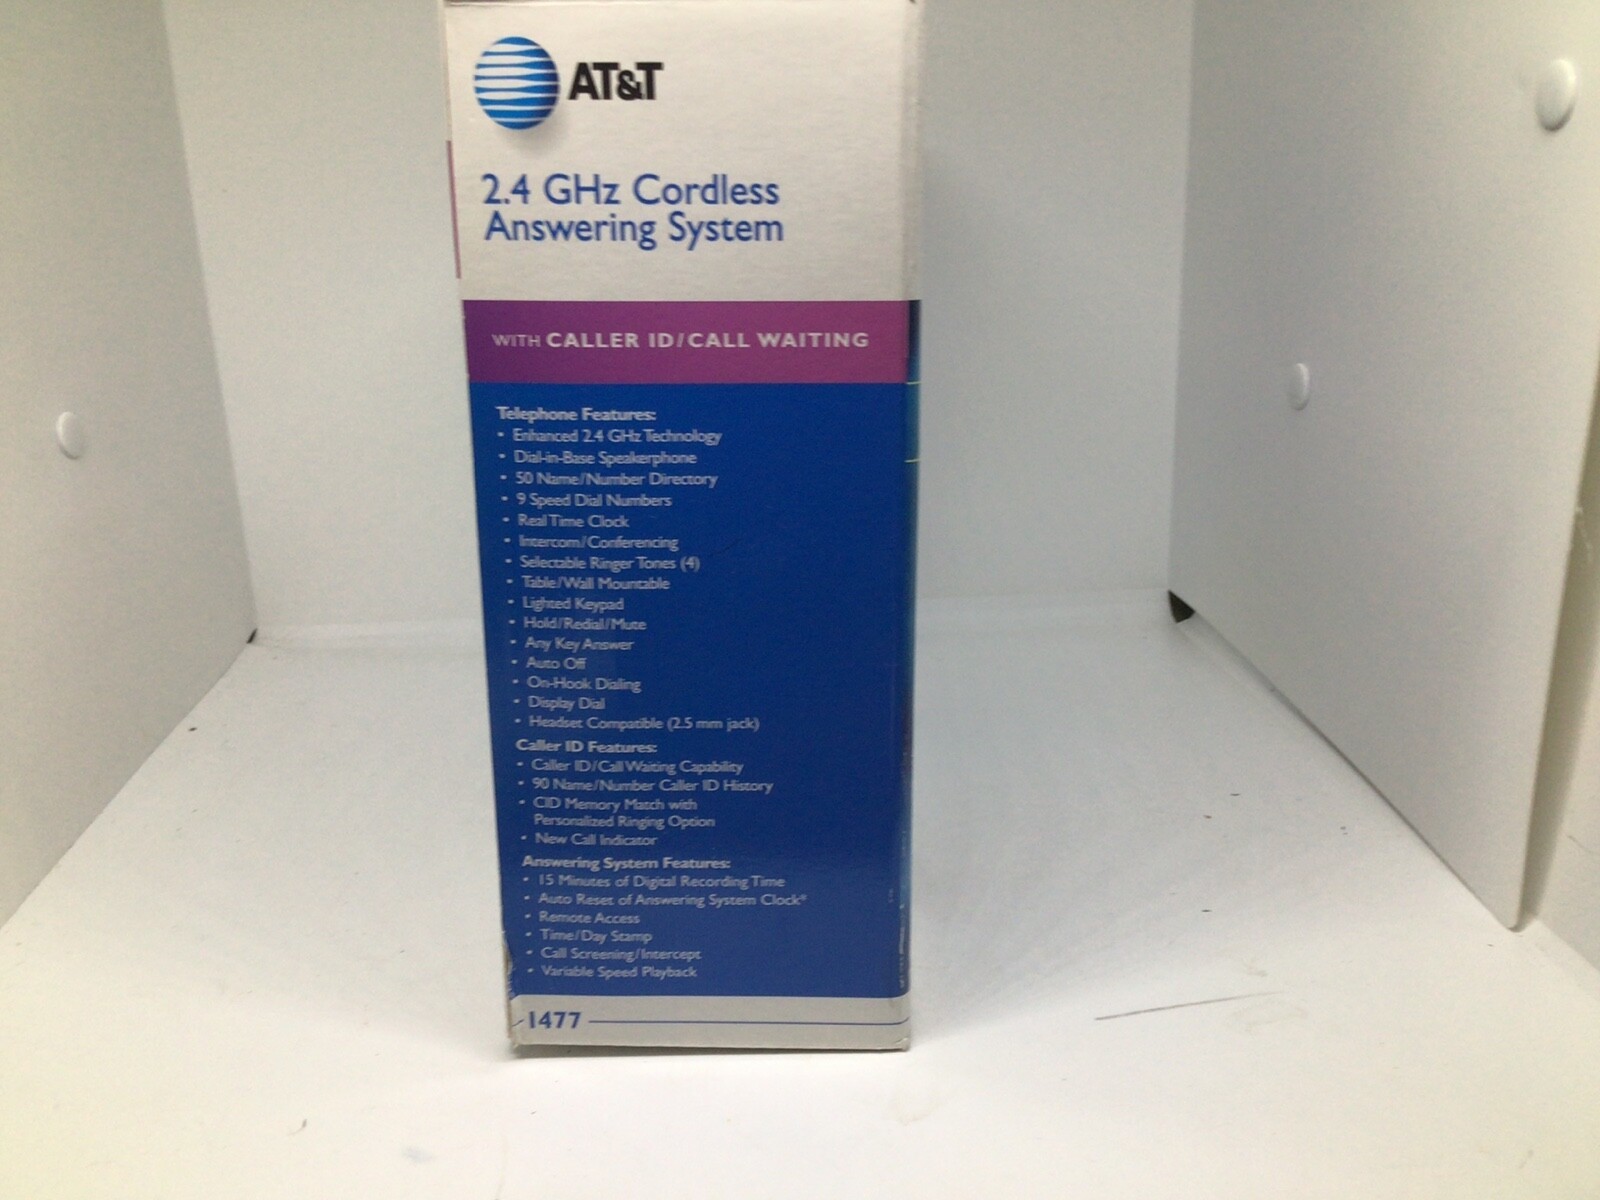 AT&T
2.4 GHz Cordless
Answering System
WITH CALLER ID/CALL WAITING
Telephone Features:
• Enhanced 2.4 GHz Technology
• Dial-in-Base Speakerphone
• 50 Name/Number Directory
• 9 Speed Dial Numbers
• Real Time Clock
• Intercom/Conferencing
• Selectable Ringer Tones (4)
• Table/Wall Mountable
• Lighted Keypad
• Hold/Redial/Mute
• Any Key Answer
• Auto Off
• On-Hook Dialing
• Display Dial
• Headset Compatible (2.5 mm jack)
Caller ID Features:
• Caller ID/Call Waiting Capability
• 90 Name/Number Caller ID History
• CID Memory Match with
Personalized Ringing Option
• New Call Indicator
Answering System Features:
• 15 Minutes of Digital Recording Time
• Auto Reset of Answering System Clock*
• Remote Access
• Time/Day Stamp
• Call Screening/Intercept
• Variable Speed Playback
1477